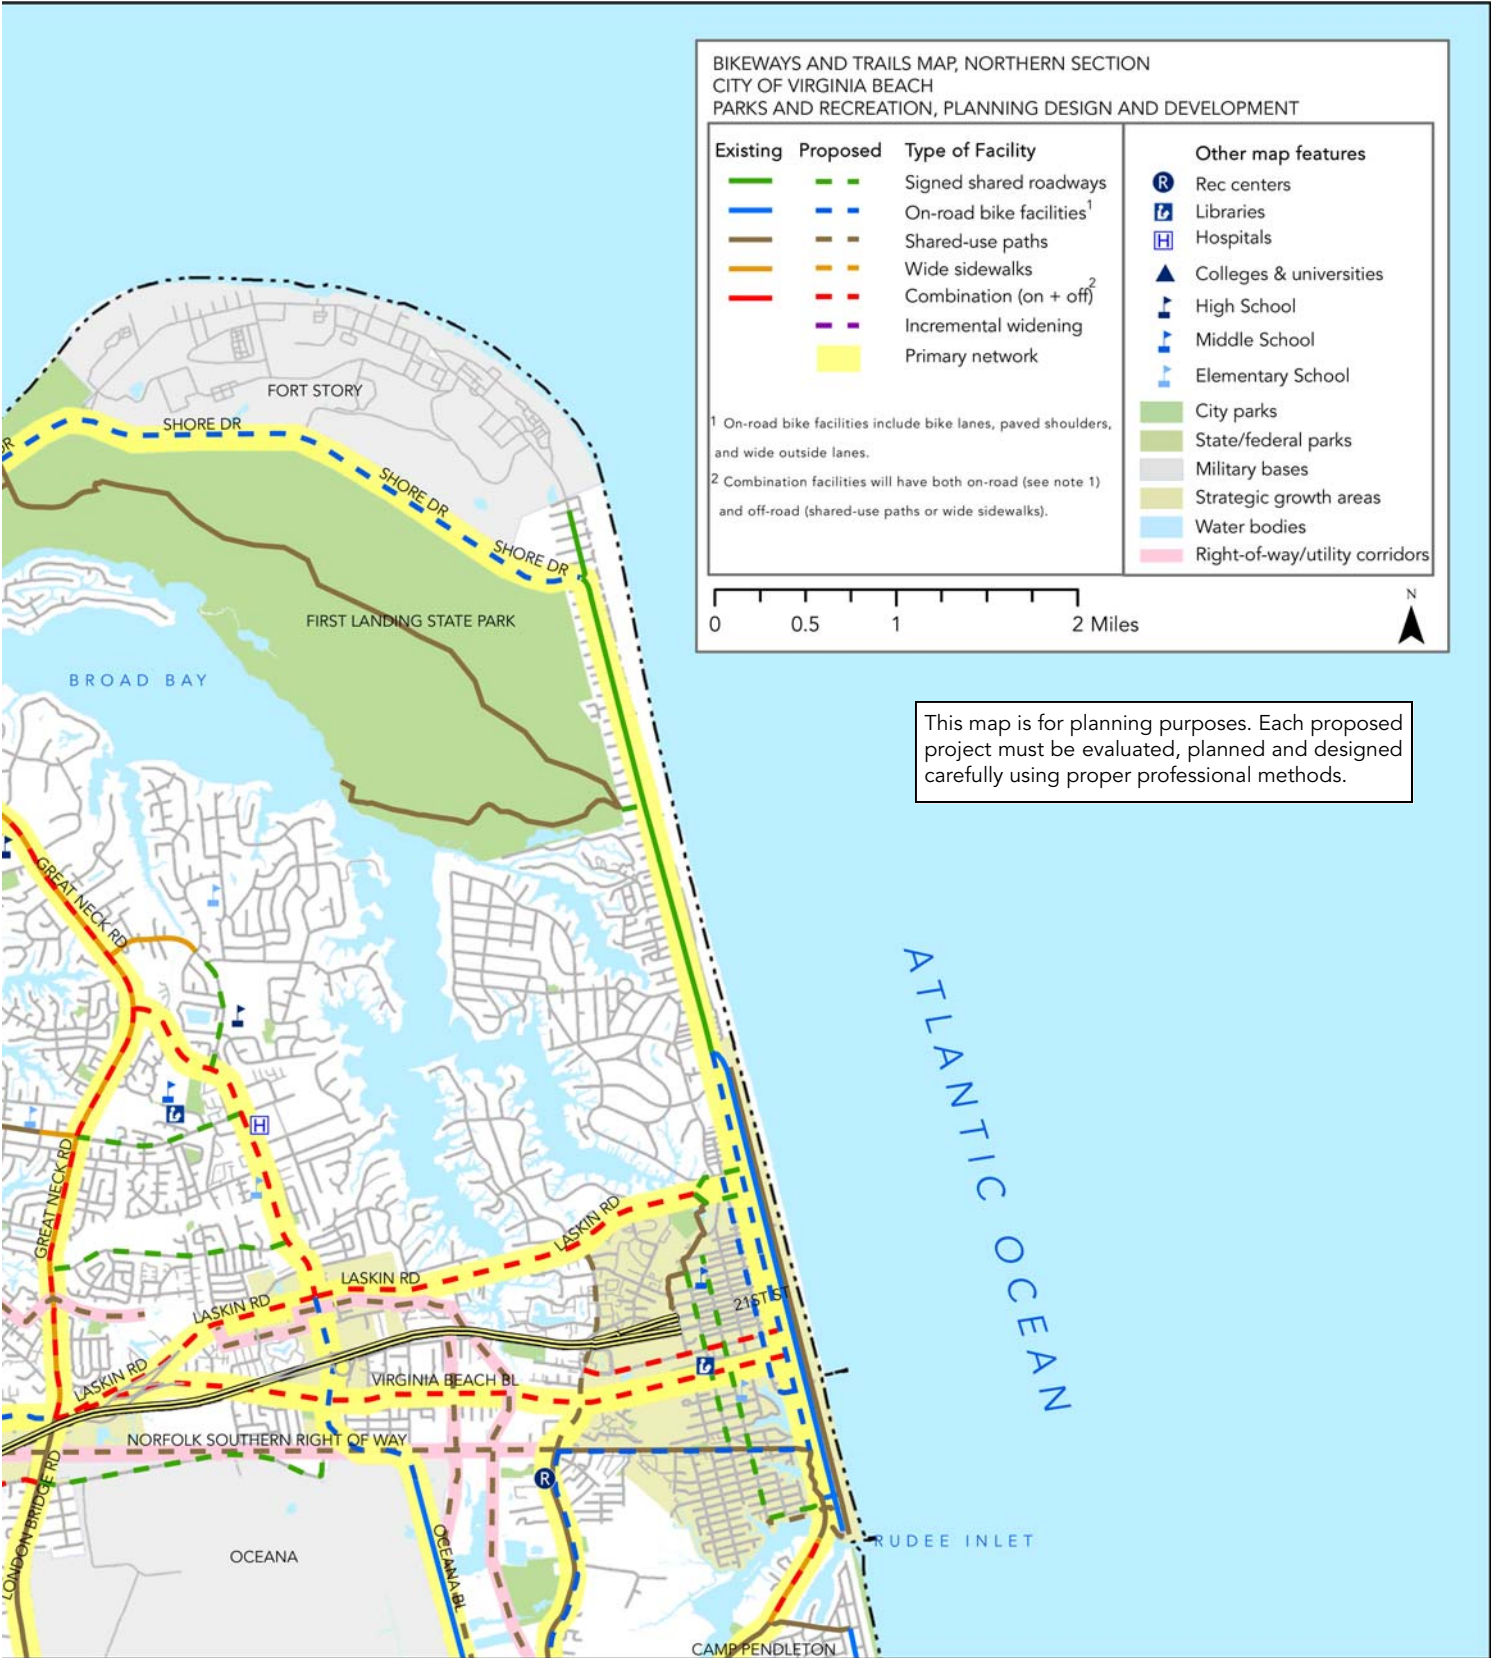 BIKEWAYS AND TRAILS MAP, NORTHERN SECTION
CITY OF VIRGINIA BEACH
PARKS AND RECREATION, PLANNING DESIGN AND DEVELOPMENT
Existing Proposed Type of Facility
Signed shared roadways
On-road bike facilities 1
Shared-use paths
Wide sidewalks
Combination (on + off) 2
Incremental widening
Primary network
1 On-road bike facilities include bike lanes, paved shoulders,
and wide outside lanes.
2 Combination facilities will have both on-road (see note 1)
and off-road (shared-use paths or wide sidewalks).
Other map features
R Rec centers
Libraries
H Hospitals
Colleges & universities
High School
Middle School
Elementary School
City parks
State/federal parks
Military bases
Strategic growth areas
Water bodies
Right-of-way/utility corridors
0 0.5 1 2 Miles
N
This map is for planning purposes. Each proposed
project must be evaluated, planned and designed
carefully using proper professional methods.
FORT STORY
SHORE DR
DR
SHORE DR
SHORE DR
FIRST LANDING STATE PARK
BROAD BAY
GREAT NECK RD
ATLANTIC OCEAN
H
GREAT NECK RD
LASKIN RD
LASKIN RD
LASKIN RD
21ST ST
LASKIN RD
VIRGINIA BEACH BL
NORFOLK SOUTHERN RIGHT OF WAY
R
LONDON BRIDGE RD
OCEANA
OCEANA BL
RUDEE INLET
CAMP PENDLETON